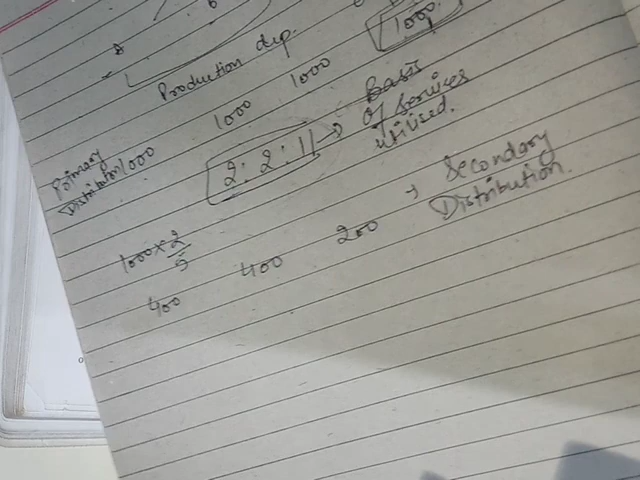 1000
Production dep.
Primary
Distribution 1000 1000 1000
2:2:1 → Basis
Of Services
utilised.
1000 × 2/5
400 400 200 → Secondary
Distribution.